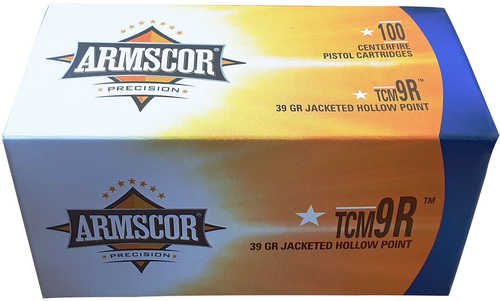 ARMSCOR®
PRECISION
100
CENTERFIRE
PISTOL CARTRIDGES
TCM9R™
39 GR JACKETED HOLLOW POINT
ARMSCOR®
PRECISION
TCM9R™
39 GR JACKETED HOLLOW POINT